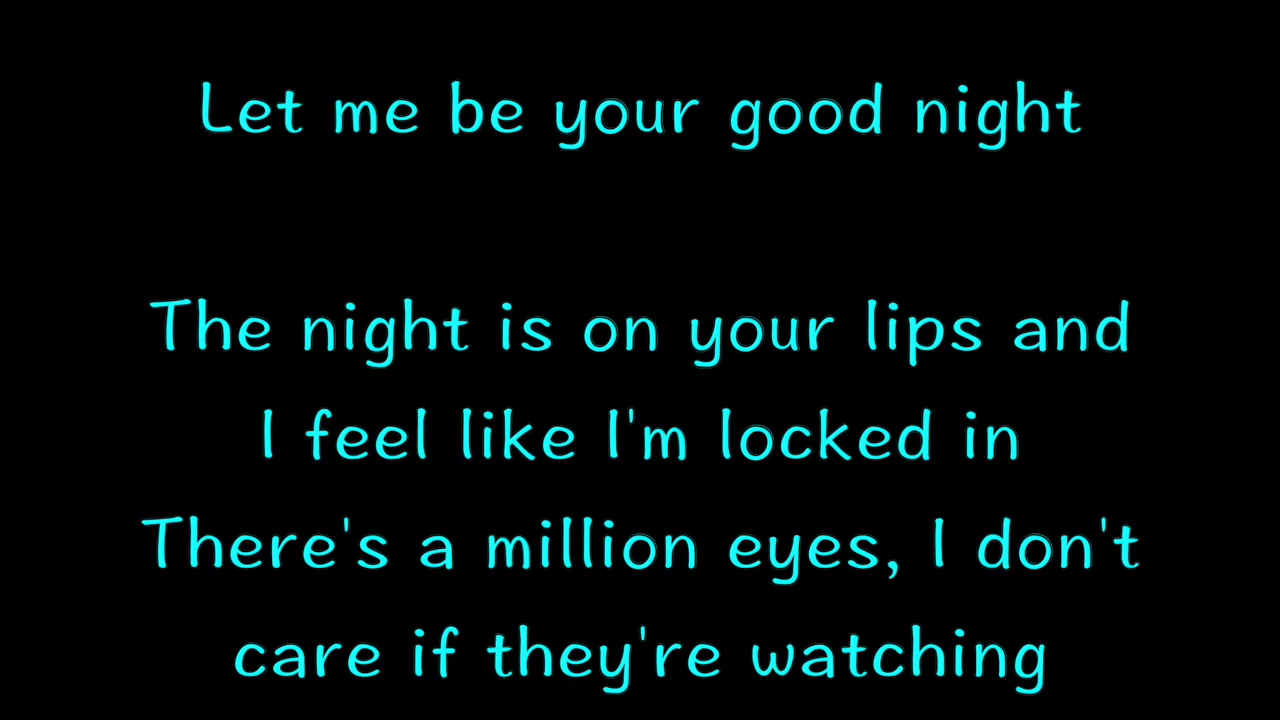 Let me be your good night
The night is on your lips and
I feel like I'm locked in
There's a million eyes, I don't
care if they're watching